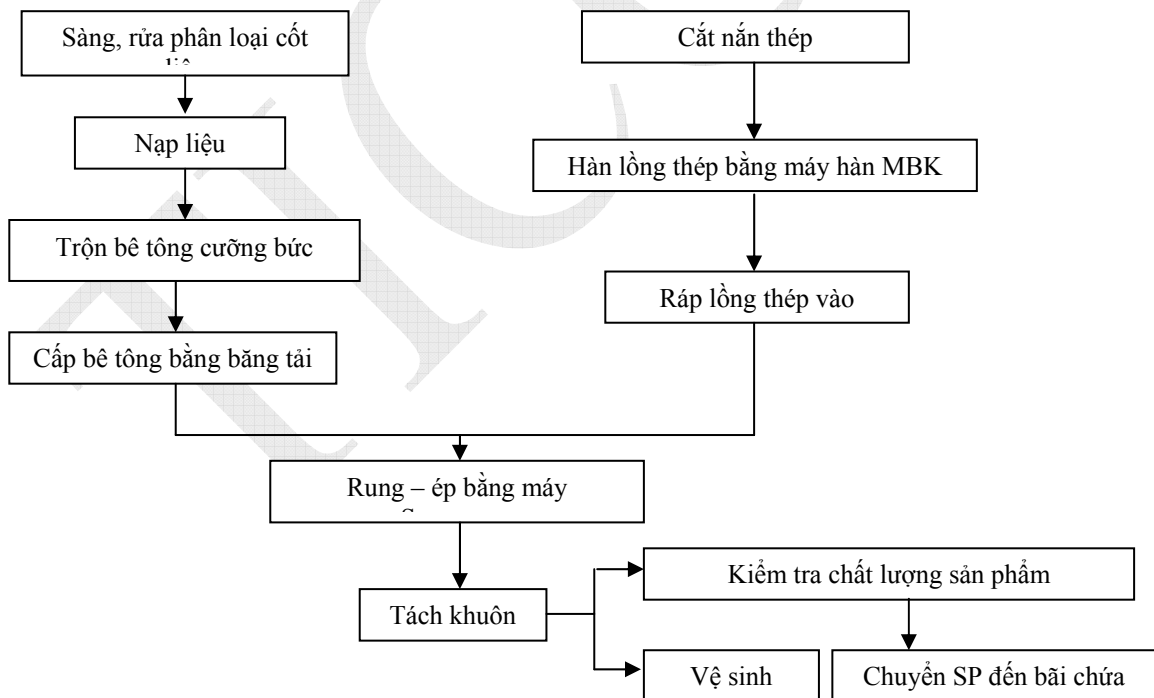 Sàng, rửa phân loại cốt
Cắt nắn thép
Nạp liệu
Hàn lồng thép bằng máy hàn MBK
Trộn bê tông cưỡng bức
Ráp lồng thép vào
Cấp bê tông bằng băng tải
Rung – ép bằng máy
Tách khuôn
Kiểm tra chất lượng sản phẩm
Vệ sinh
Chuyển SP đến bãi chứa